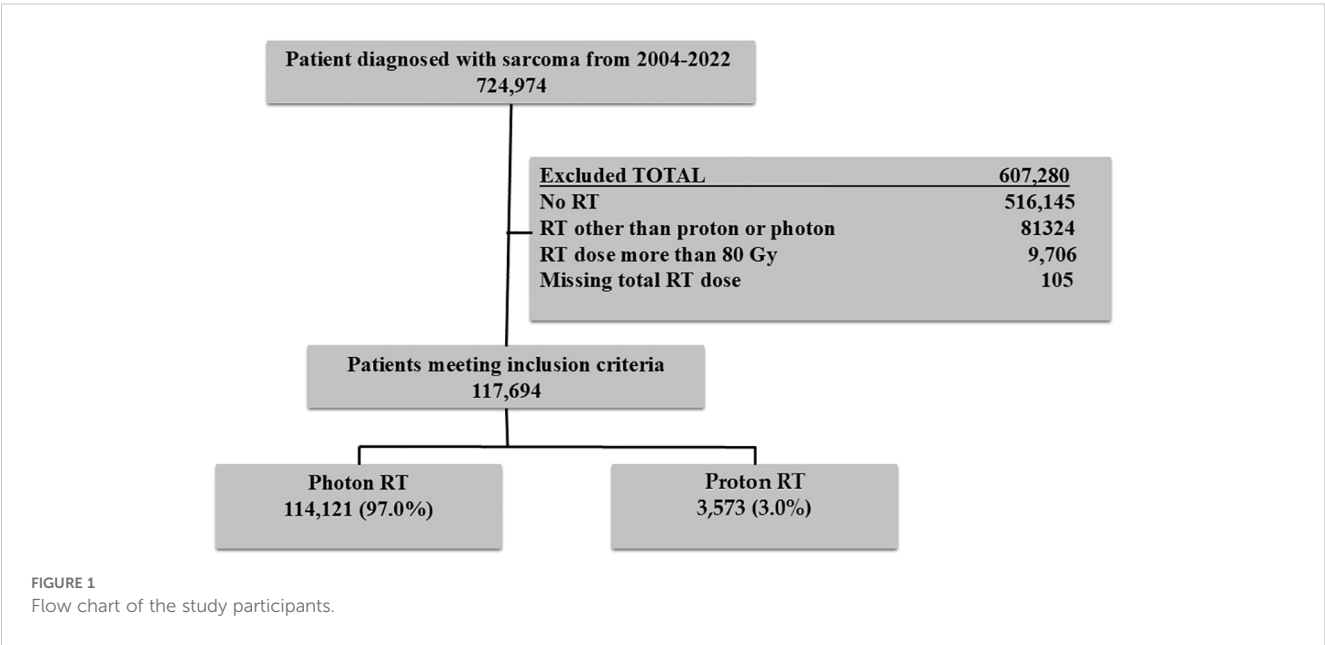 Patient diagnosed with sarcoma from 2004-2022
724,974
Excluded TOTAL 607,280
No RT 516,145
RT other than proton or photon 81324
RT dose more than 80 Gy 9,706
Missing total RT dose 105
Patients meeting inclusion criteria
117,694
Photon RT
114,121 (97.0%)
Proton RT
3,573 (3.0%)
FIGURE 1
Flow chart of the study participants.